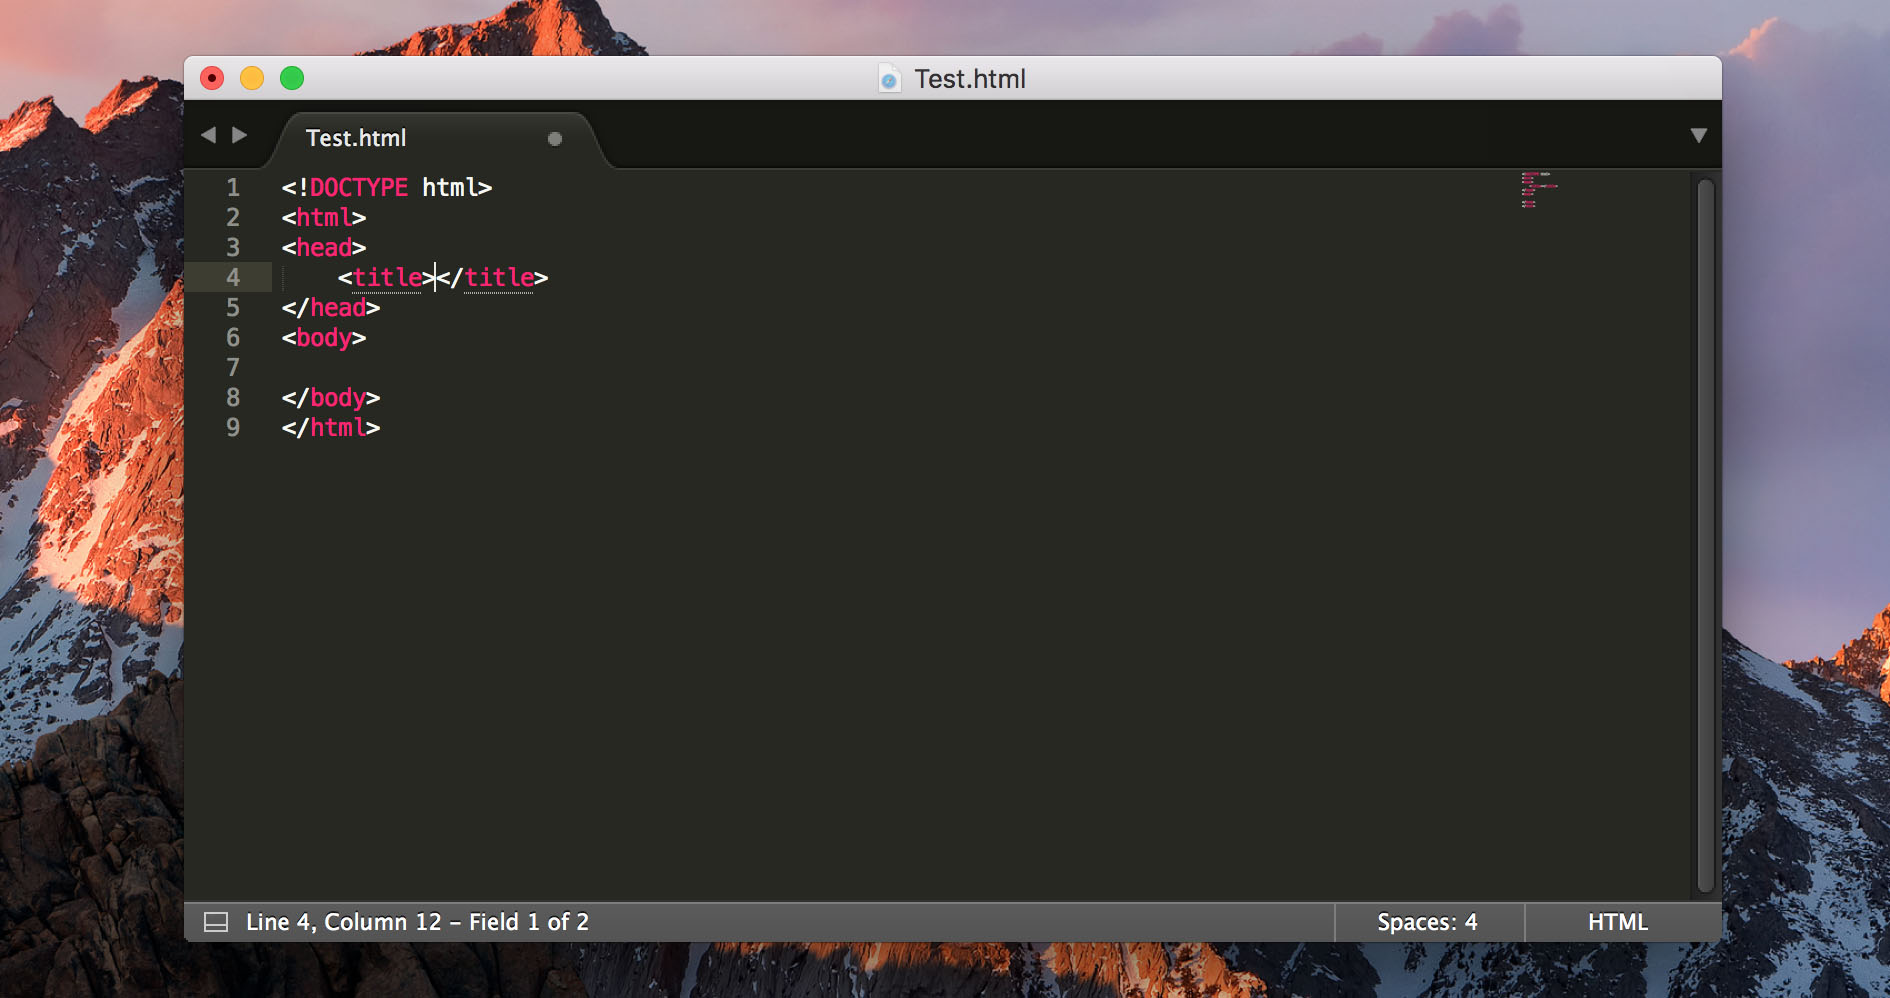 Test.html
Test.html
1 <!DOCTYPE html>
2 <html>
3 <head>
4     <title></title>
5 </head>
6 <body>
7
8 </body>
9 </html>
Line 4, Column 12 – Field 1 of 2
Spaces: 4
HTML